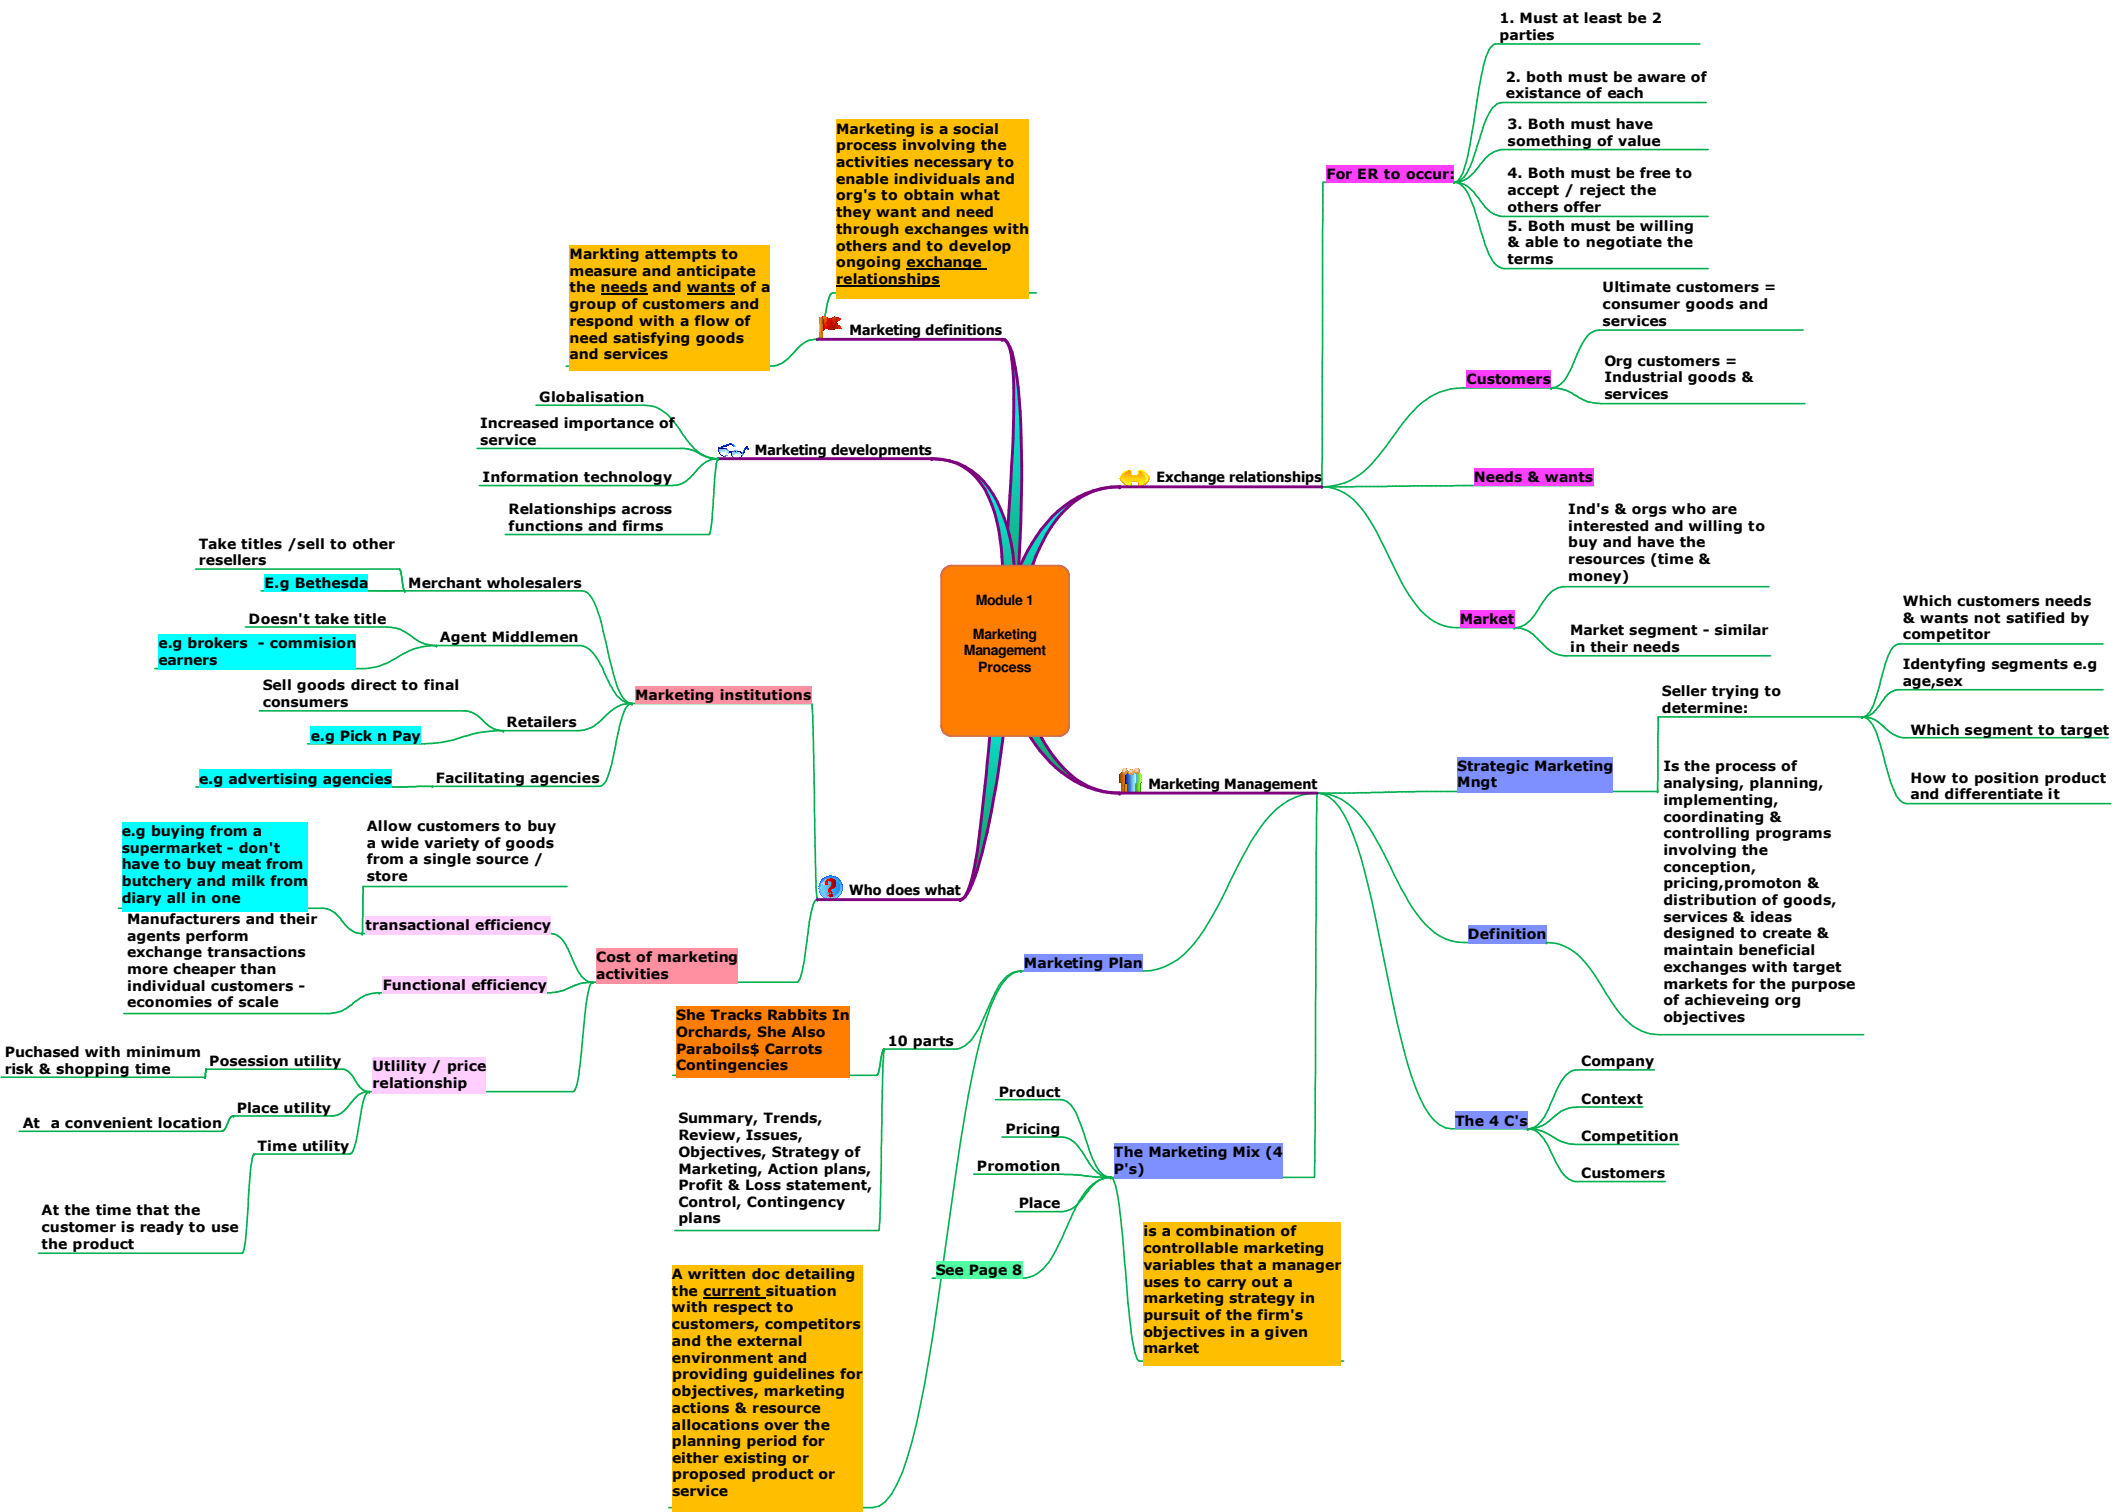 Module 1
Marketing
Management
Process
Marketing definitions
Marketing is a social
process involving the
activities necessary to
enable individuals and
org's to obtain what
they want and need
through exchanges with
others and to develop
ongoing exchange
relationships
Markting attempts to
measure and anticipate
the needs and wants of a
group of customers and
respond with a flow of
need satisfying goods
and services
Marketing developments
Globalisation
Increased importance of
service
Information technology
Relationships across
functions and firms
Exchange relationships
For ER to occur:
1. Must at least be 2
parties
2. both must be aware of
existance of each
3. Both must have
something of value
4. Both must be free to
accept / reject the
others offer
5. Both must be willing
& able to negotiate the
terms
Customers
Ultimate customers =
consumer goods and
services
Org customers =
Industrial goods &
services
Needs & wants
Market
Ind's & orgs who are
interested and willing to
buy and have the
resources (time &
money)
Market segment - similar
in their needs
Marketing Management
Strategic Marketing
Mngt
Seller trying to
determine:
Which customers needs
& wants not satified by
competitor
Identyfing segments e.g
age,sex
Which segment to target
How to position product
and differentiate it
Definition
Is the process of
analysing, planning,
implementing,
coordinating &
controlling programs
involving the
conception,
pricing,promoton &
distribution of goods,
services & ideas
designed to create &
maintain beneficial
exchanges with target
markets for the purpose
of achieveing org
objectives
The 4 C's
Company
Context
Competition
Customers
The Marketing Mix (4
P's)
Product
Pricing
Promotion
Place
See Page 8
is a combination of
controllable marketing
variables that a manager
uses to carry out a
marketing strategy in
pursuit of the firm's
objectives in a given
market
Marketing Plan
10 parts
She Tracks Rabbits In
Orchards, She Also
Paraboils$ Carrots
Contingencies
Summary, Trends,
Review, Issues,
Objectives, Strategy of
Marketing, Action plans,
Profit & Loss statement,
Control, Contingency
plans
A written doc detailing
the current situation
with respect to
customers, competitors
and the external
environment and
providing guidelines for
objectives, marketing
actions & resource
allocations over the
planning period for
either existing or
proposed product or
service
Who does what
Marketing institutions
Merchant wholesalers
Take titles /sell to other
resellers
E.g Bethesda
Agent Middlemen
Doesn't take title
e.g brokers  - commision
earners
Retailers
Sell goods direct to final
consumers
e.g Pick n Pay
Facilitating agencies
e.g advertising agencies
Cost of marketing
activities
transactional efficiency
Allow customers to buy
a wide variety of goods
from a single source /
store
e.g buying from a
supermarket - don't
have to buy meat from
butchery and milk from
diary all in one
Functional efficiency
Manufacturers and their
agents perform
exchange transactions
more cheaper than
individual customers -
economies of scale
Utlility / price
relationship
Posession utility
Puchased with minimum
risk & shopping time
Place utility
At  a convenient location
Time utility
At the time that the
customer is ready to use
the product